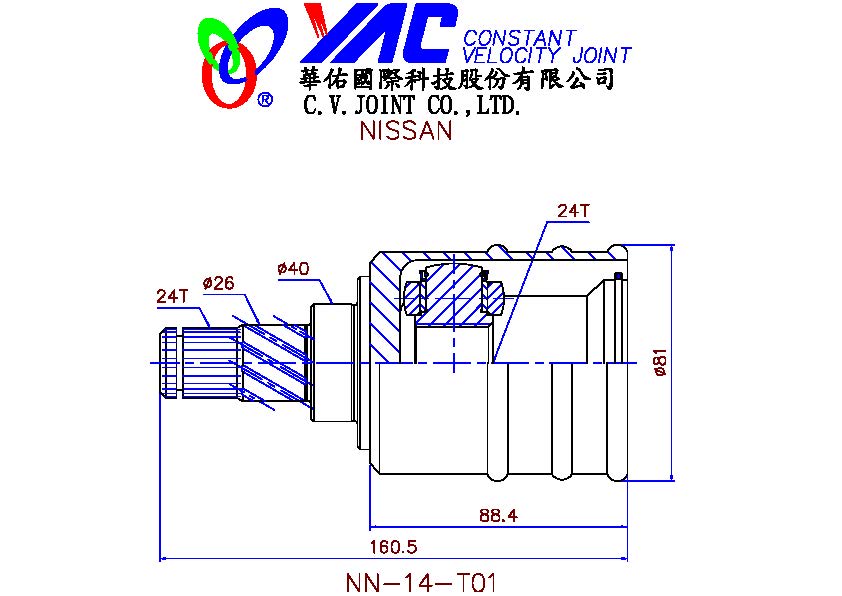 YAC CONSTANT
VELOCITY JOINT
®
華佑國際科技股份有限公司
C.V.JOINT CO.,LTD.
NISSAN
24T
ø40
ø26
24T
ø81
88.4
160.5
NN-14-T01